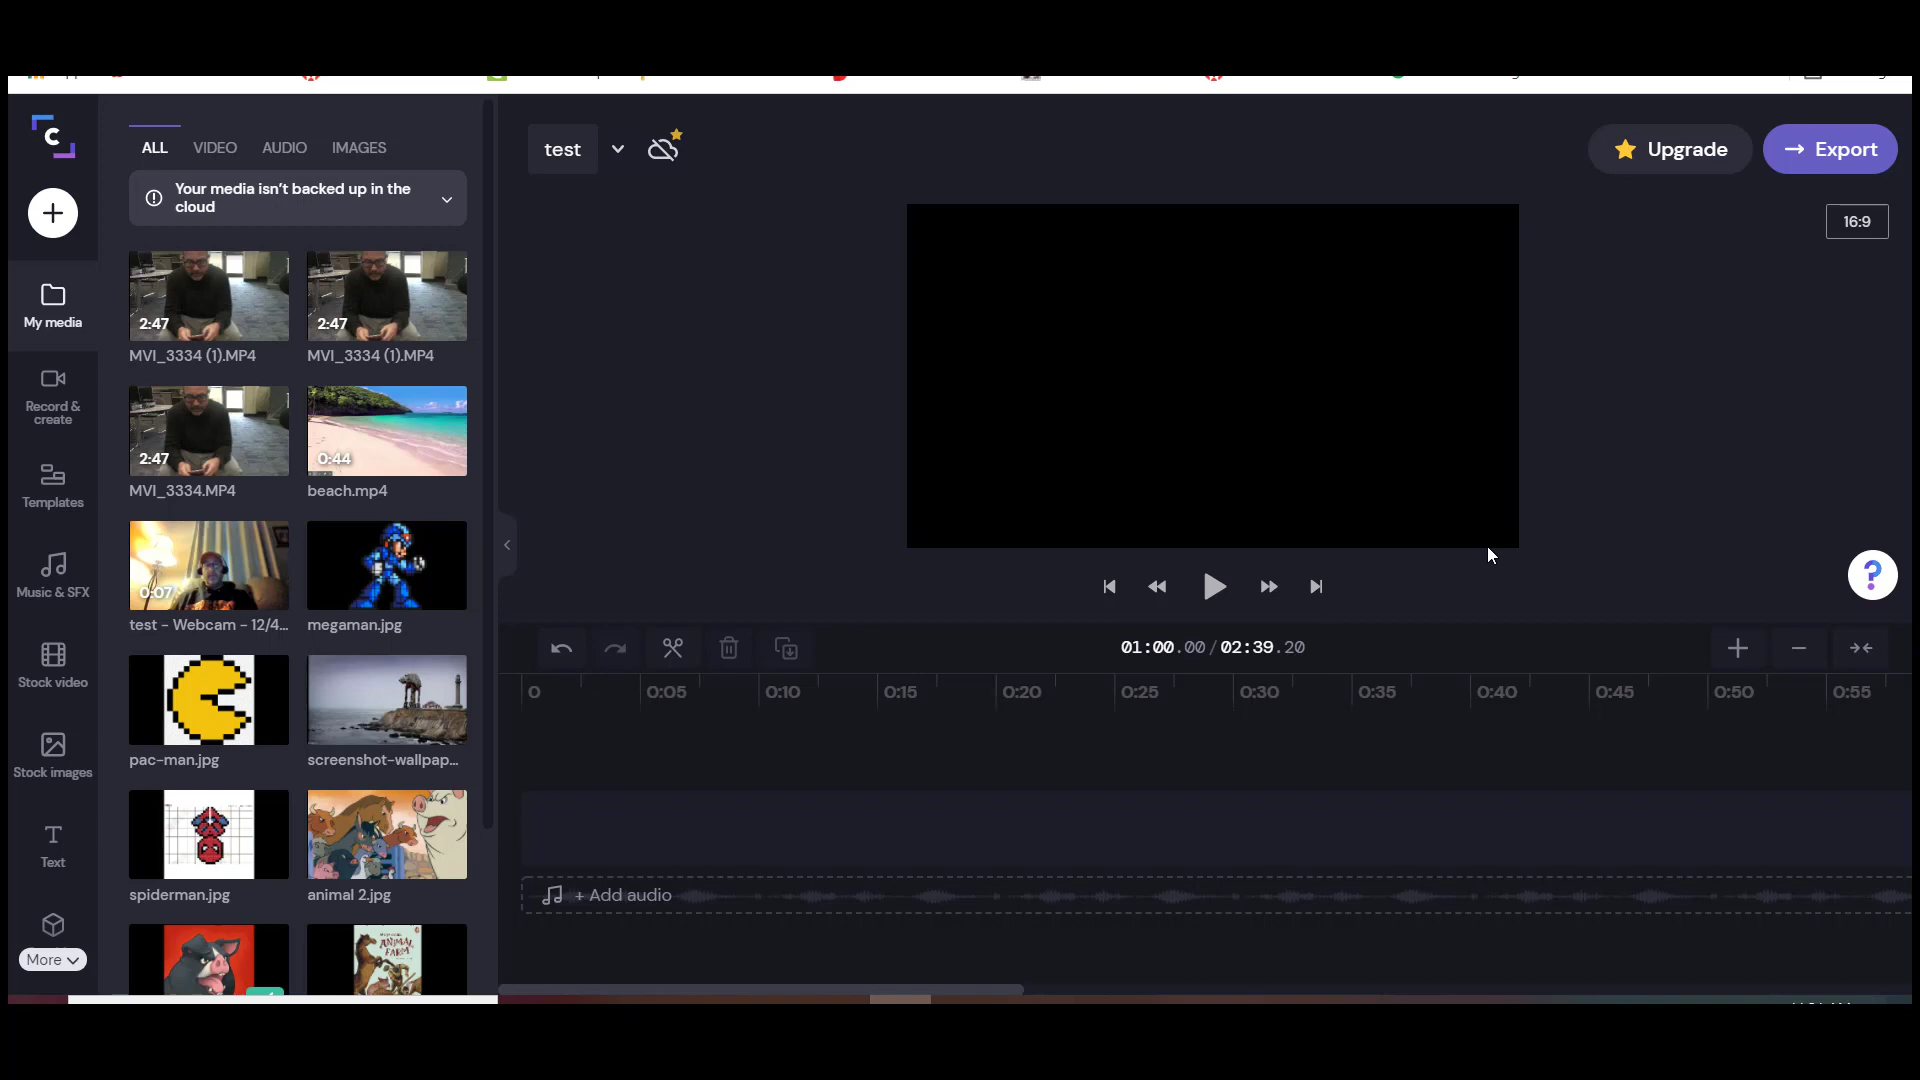 ALL VIDEO AUDIO IMAGES
Your media isn't backed up in the
cloud
2:47
2:47
MVI_3334 (1).MP4
MVI_3334 (1).MP4
2:47
0:44
MVI_3334.MP4
beach.mp4
0:07
test - Webcam - 12/4...
megaman.jpg
pac-man.jpg
screenshot-wallpap...
spiderman.jpg
animal 2.jpg
ANIMAL
FARM
C
My media
Record &
create
Templates
Music & SFX
Stock video
Stock images
T
Text
More
test
Upgrade
Export
16:9
?
01:00.00 / 02:39.20
0 0:05 0:10 0:15 0:20 0:25 0:30 0:35 0:40 0:45 0:50 0:55
+ Add audio